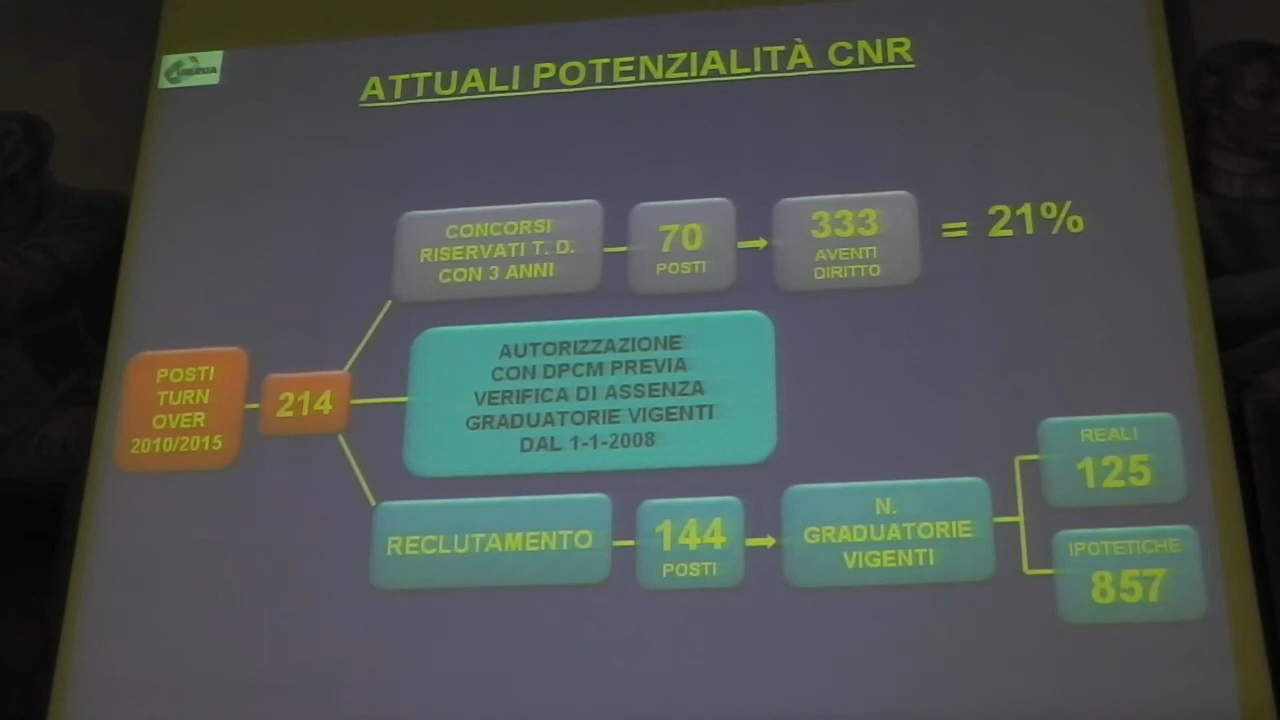 ATTUALI POTENZIALITÀ CNR
CONCORSI
RISERVATI T. D.
CON 3 ANNI
70
POSTI
333
AVENTI
DIRITTO
= 21%
POSTI
TURN
OVER
2010/2015
214
AUTORIZZAZIONE
CON DPCM PREVIA
VERIFICA DI ASSENZA
GRADUATORIE VIGENTI
DAL 1-1-2008
RECLUTAMENTO
144
POSTI
N.
GRADUATORIE
VIGENTI
REALI
125
IPOTETICHE
857